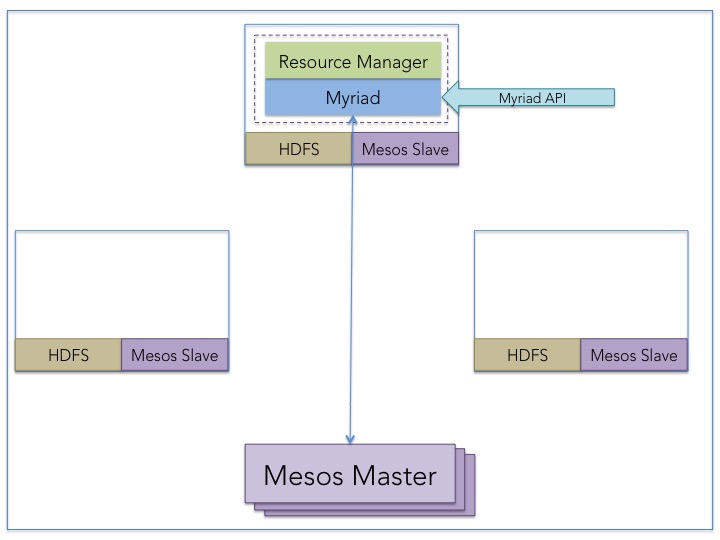 Resource Manager
Myriad
Myriad API
HDFS
Mesos Slave
HDFS
Mesos Slave
HDFS
Mesos Slave
Mesos Master